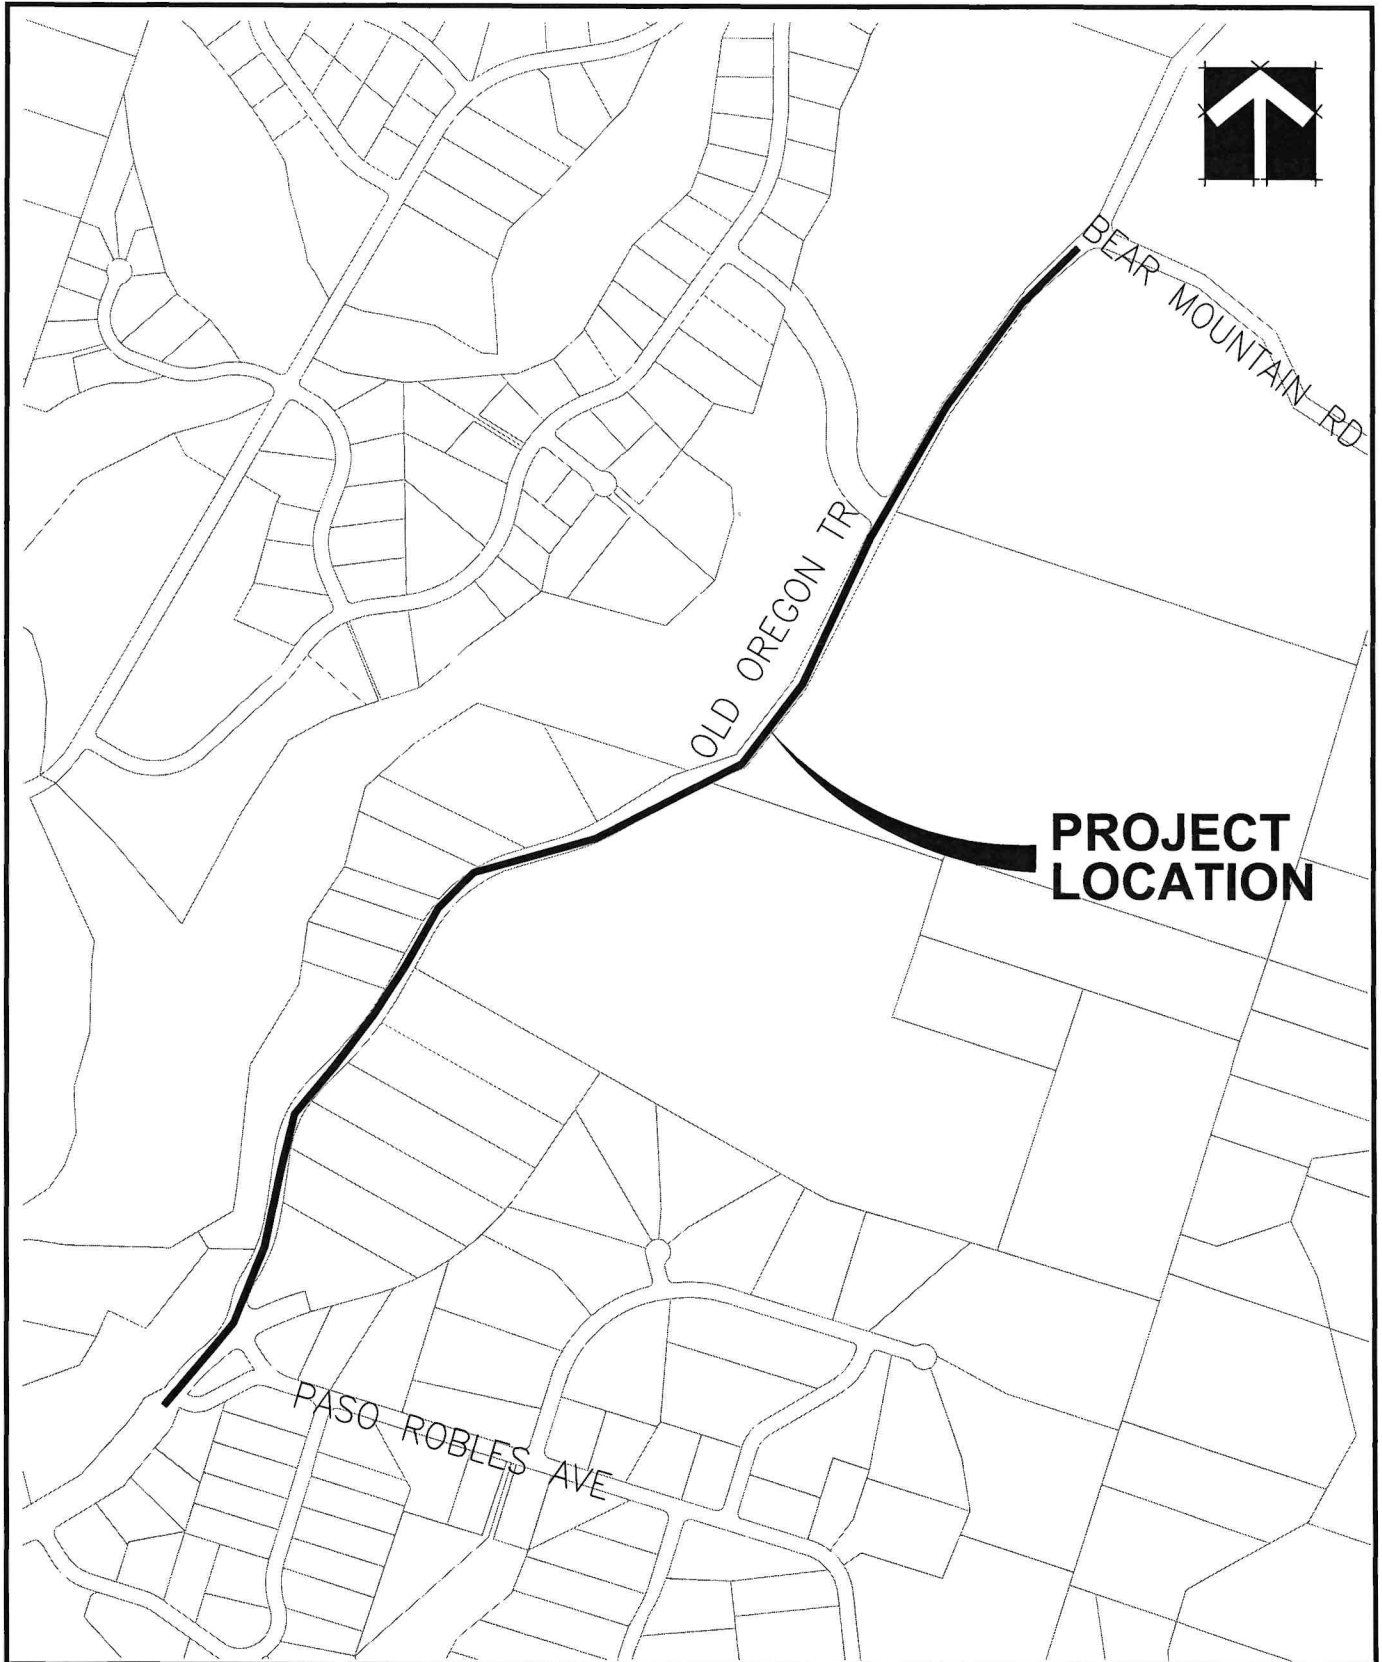 BEAR MOUNTAIN RD
OLD OREGON TR
PROJECT
LOCATION
PASO ROBLES AVE